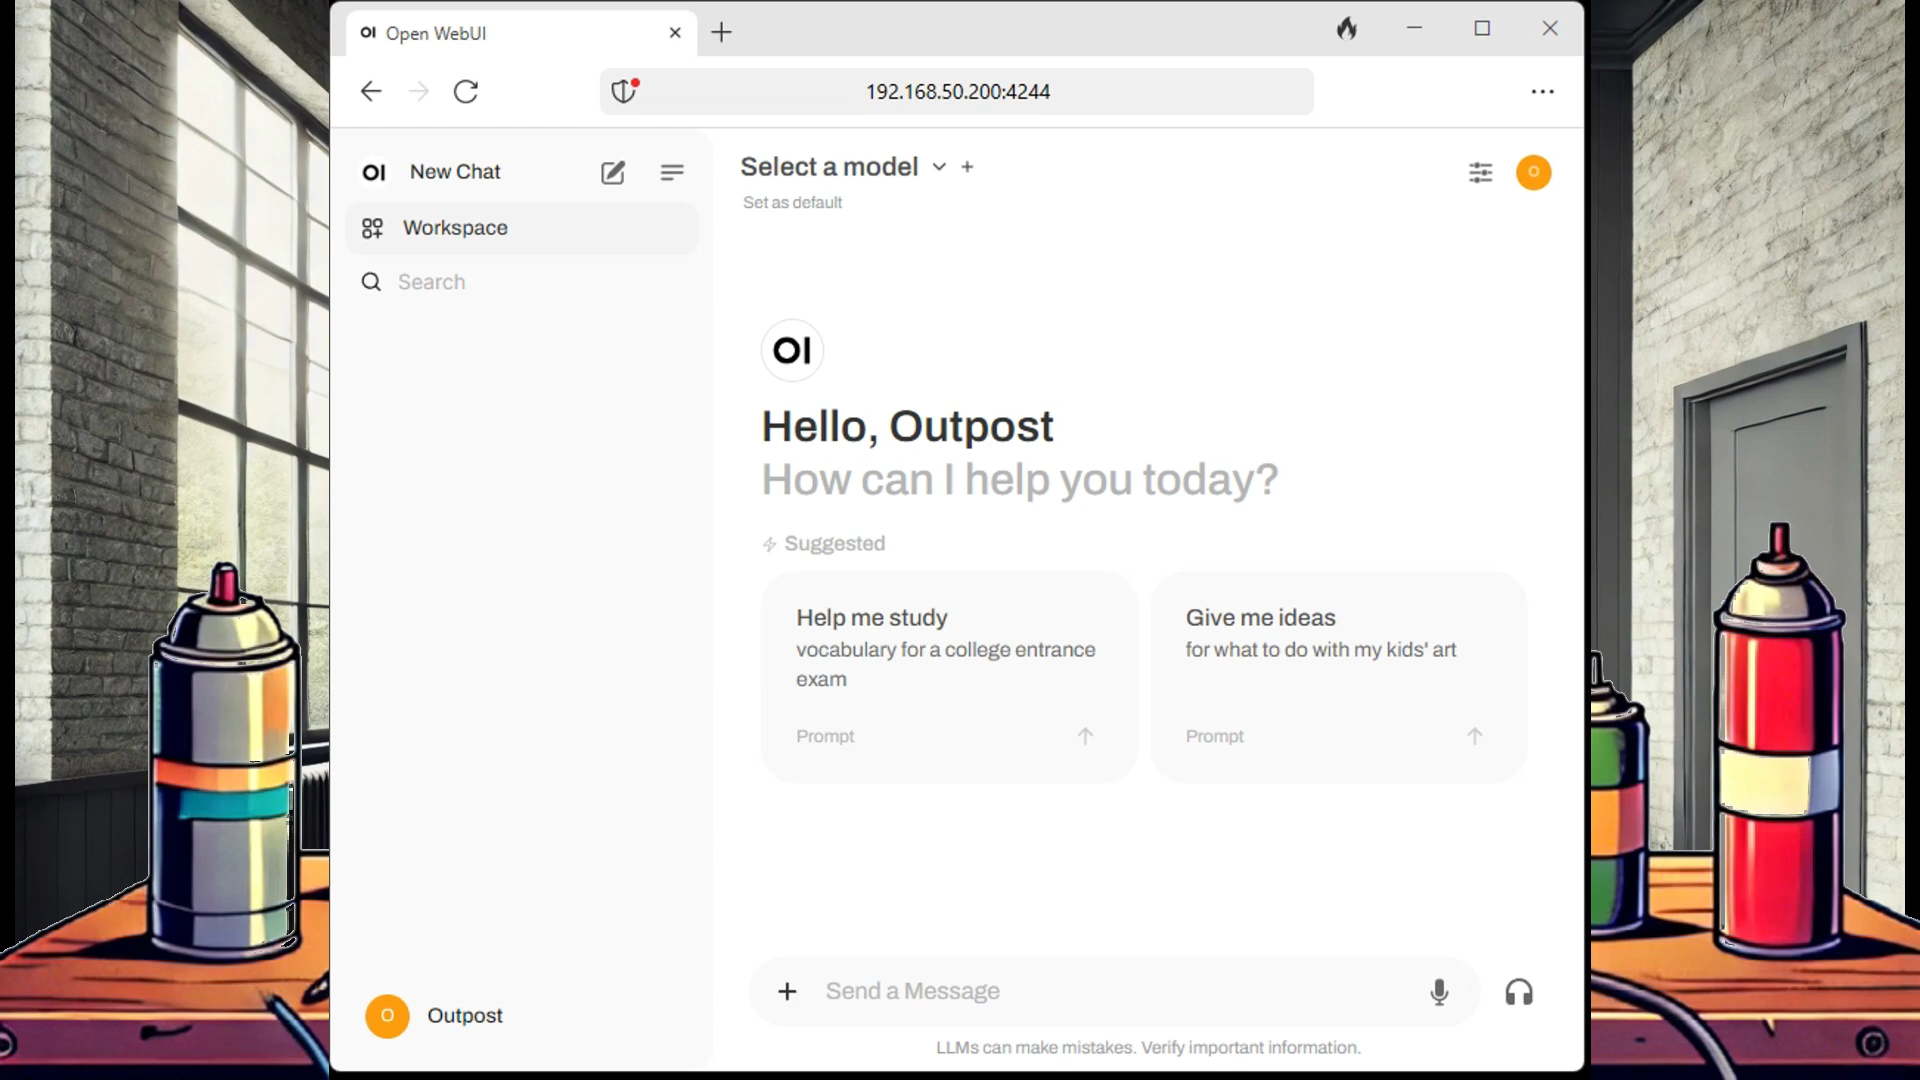 OI Open WebUI
192.168.50.200:4244
OI New Chat
Workspace
Search
Select a model
Set as default
O
OI
Hello, Outpost
How can I help you today?
Suggested
Help me study
vocabulary for a college entrance
exam
Prompt
Give me ideas
for what to do with my kids' art
Prompt
Send a Message
O Outpost
LLMs can make mistakes. Verify important information.